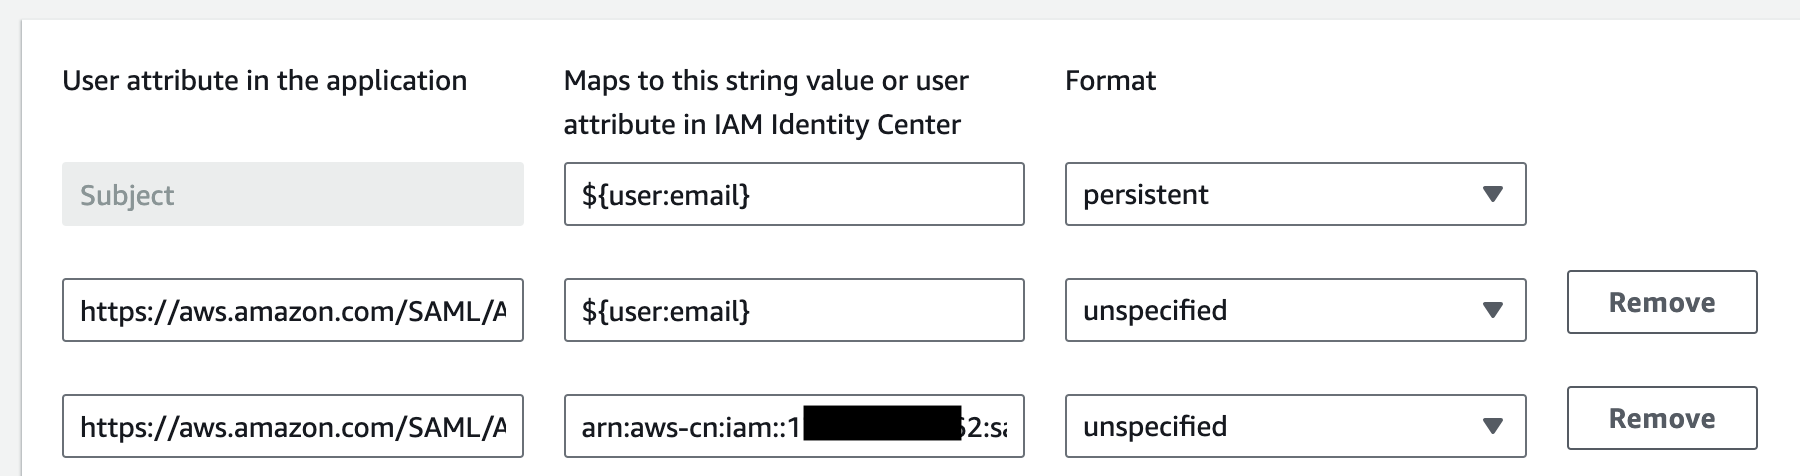 User attribute in the application
Maps to this string value or user
attribute in IAM Identity Center
Format
Subject
${user:email}
persistent
https://aws.amazon.com/SAML/A
${user:email}
unspecified
Remove
https://aws.amazon.com/SAML/A
arn:aws-cn:iam::1 2:sa
unspecified
Remove